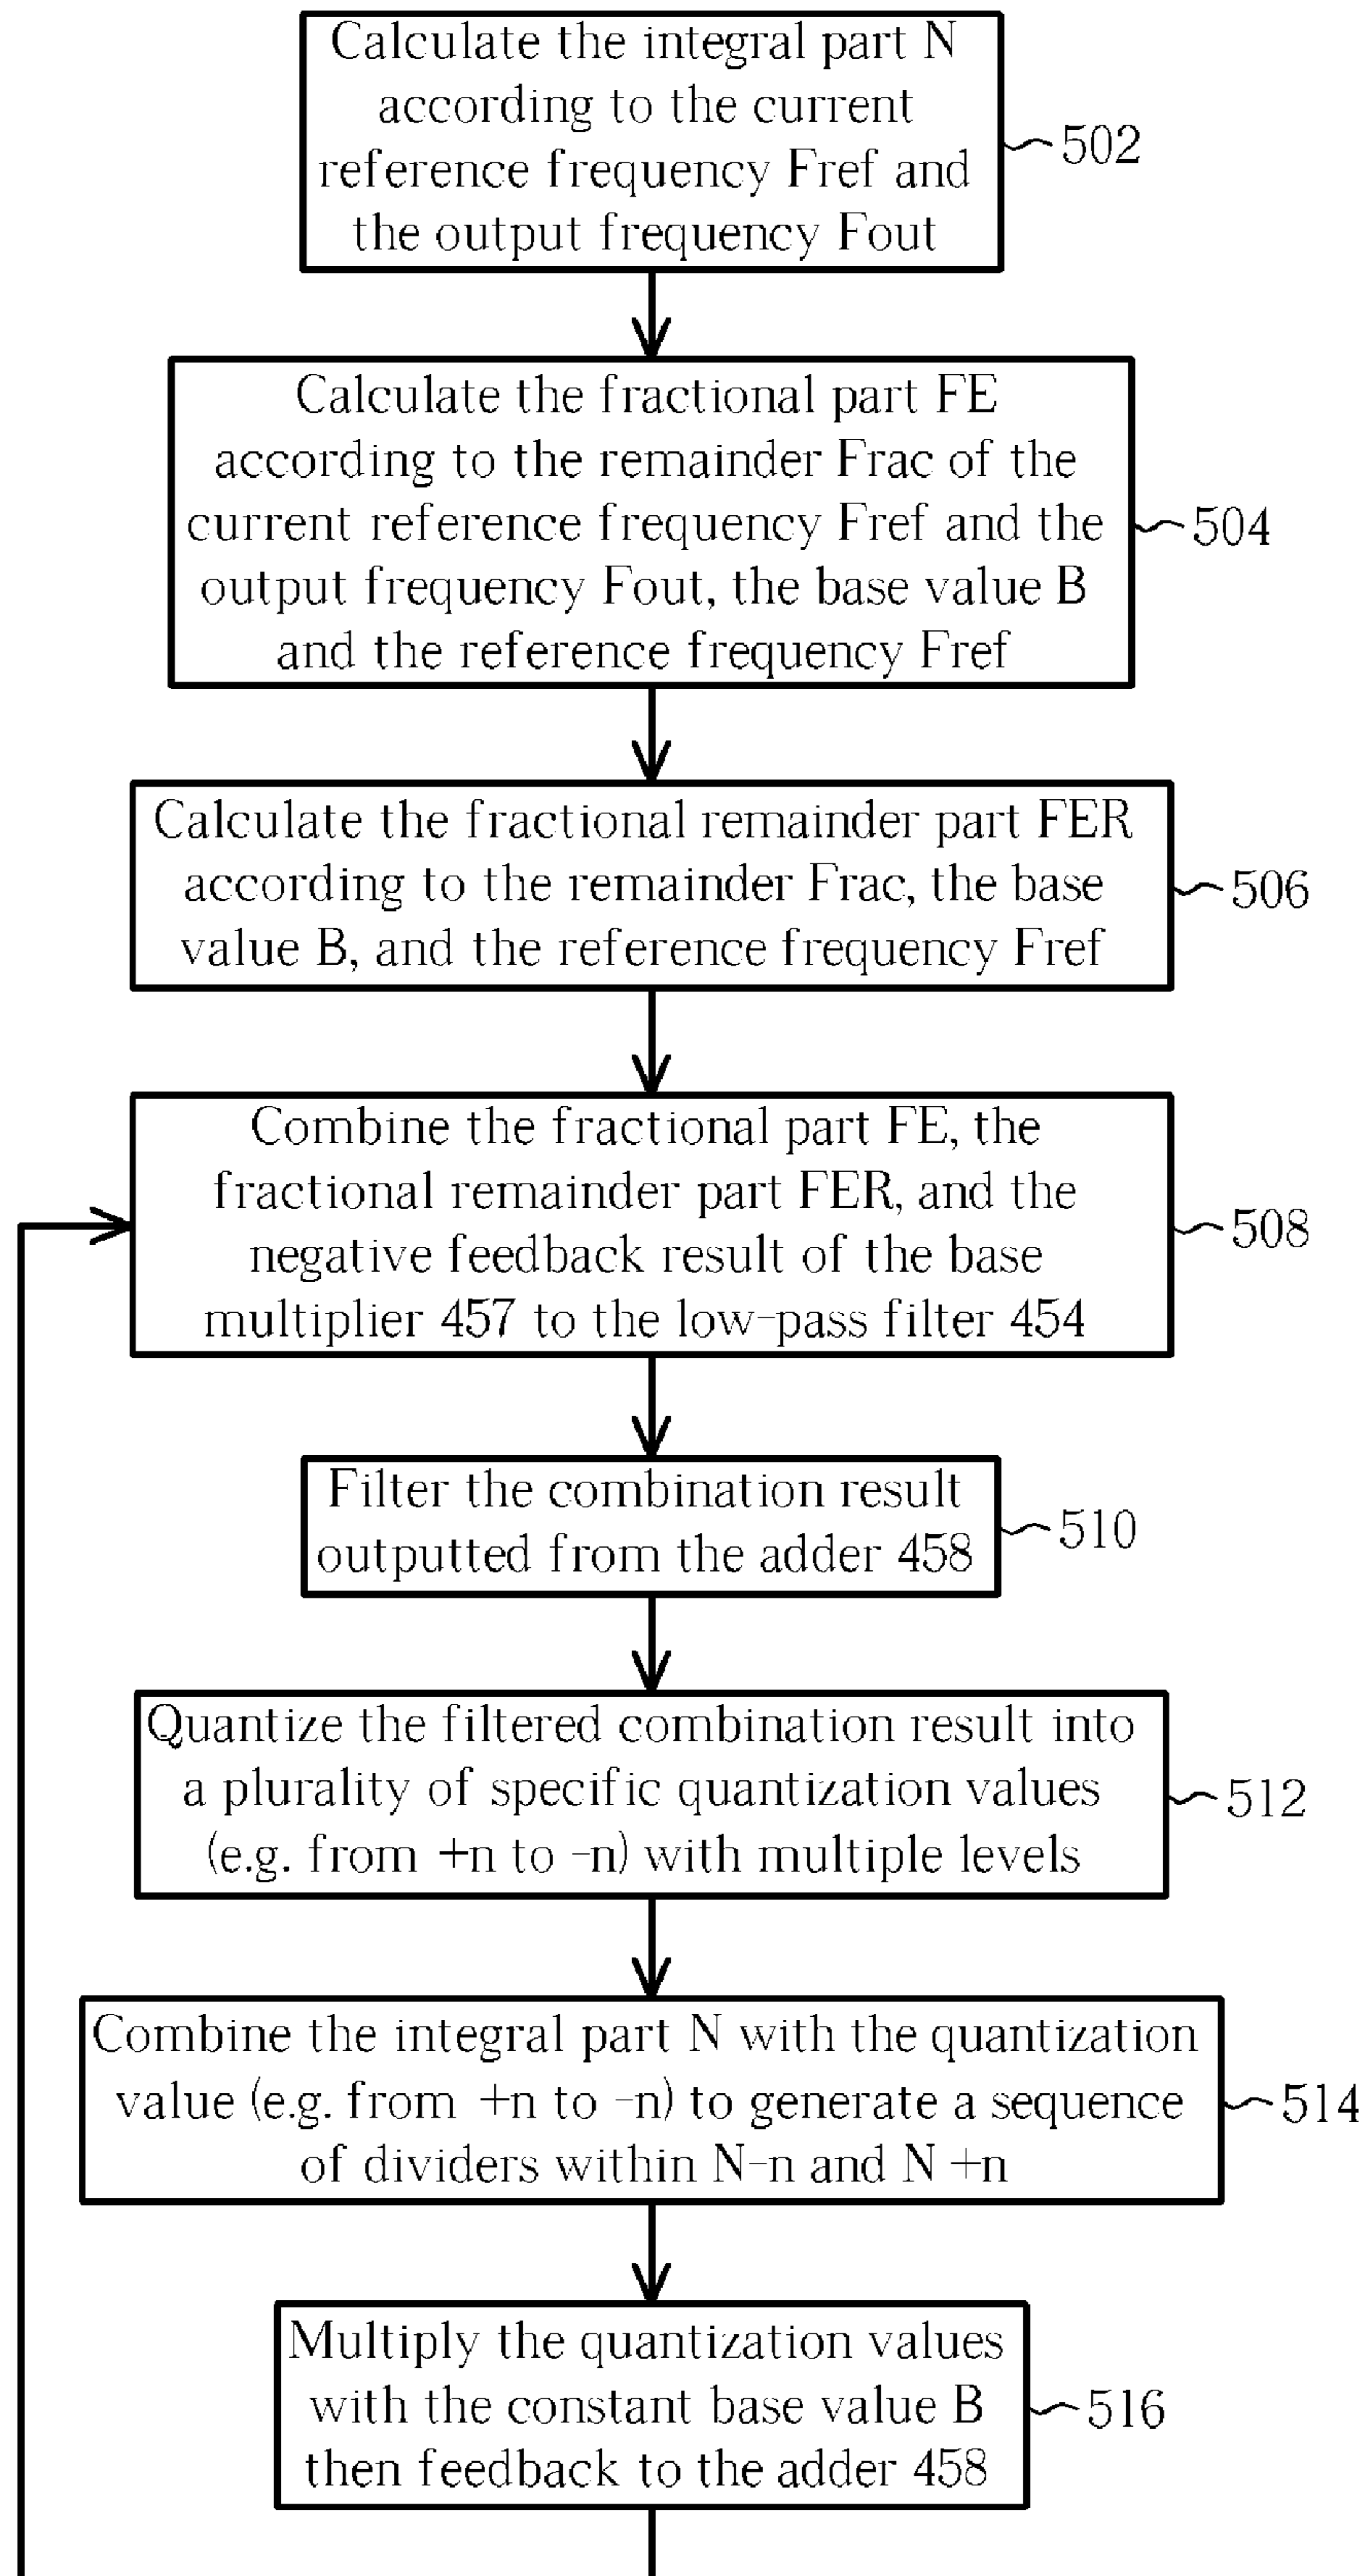 Calculate the integral part N
according to the current
reference frequency Fref and
the output frequency Fout
502
Calculate the fractional part FE
according to the remainder Frac of the
current reference frequency Fref and the
output frequency Fout, the base value B
and the reference frequency Fref
504
Calculate the fractional remainder part FER
according to the remainder Frac, the base
value B, and the reference frequency Fref
506
Combine the fractional part FE, the
fractional remainder part FER, and the
negative feedback result of the base
multiplier 457 to the low-pass filter 454
508
Filter the combination result
outputted from the adder 458
510
Quantize the filtered combination result into
a plurality of specific quantization values
(e.g. from +n to -n) with multiple levels
512
Combine the integral part N with the quantization
value (e.g. from +n to -n) to generate a sequence
of dividers within N-n and N+n
514
Multiply the quantization values
with the constant base value B
then feedback to the adder 458
516